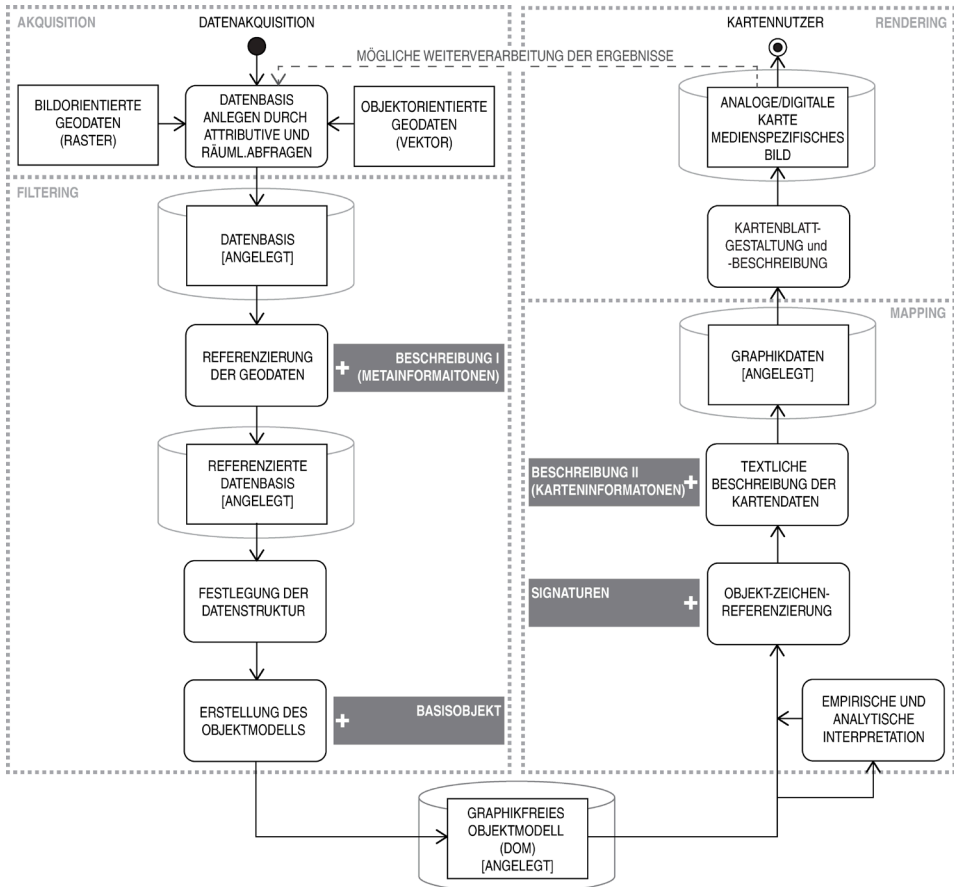 AKQUISITION
DATENAKQUISITION
BILDORIENTIERTE
GEODATEN
(RASTER)
DATENBASIS
ANLEGEN DURCH
ATTRIBUTIVE UND
RÄUML.ABFRAGEN
OBJEKTORIENTIERTE
GEODATEN
(VEKTOR)
MÖGLICHE WEITERVERARBEITUNG DER ERGEBNISSE
FILTERING
DATENBASIS
[ANGELEGT]
REFERENZIERUNG
DER GEODATEN
+
BESCHREIBUNG I
(METAINFORMAITONEN)
REFERENZIERTE
DATENBASIS
[ANGELEGT]
FESTLEGUNG DER
DATENSTRUKTUR
ERSTELLUNG DES
OBJEKTMODELLS
+
BASISOBJEKT
GRAPHIKFREIES
OBJEKTMODELL
(DOM)
[ANGELEGT]
KARTENNUTZER
RENDERING
ANALOGE/DIGITALE
KARTE
MEDIENSPEZIFISCHES
BILD
KARTENBLATT-
GESTALTUNG und
-BESCHREIBUNG
MAPPING
GRAPHIKDATEN
[ANGELEGT]
BESCHREIBUNG II
(KARTENINFORMATONEN)
+
TEXTLICHE
BESCHREIBUNG DER
KARTENDATEN
SIGNATUREN
+
OBJEKT-ZEICHEN-
REFERENZIERUNG
EMPIRISCHE UND
ANALYTISCHE
INTERPRETATION